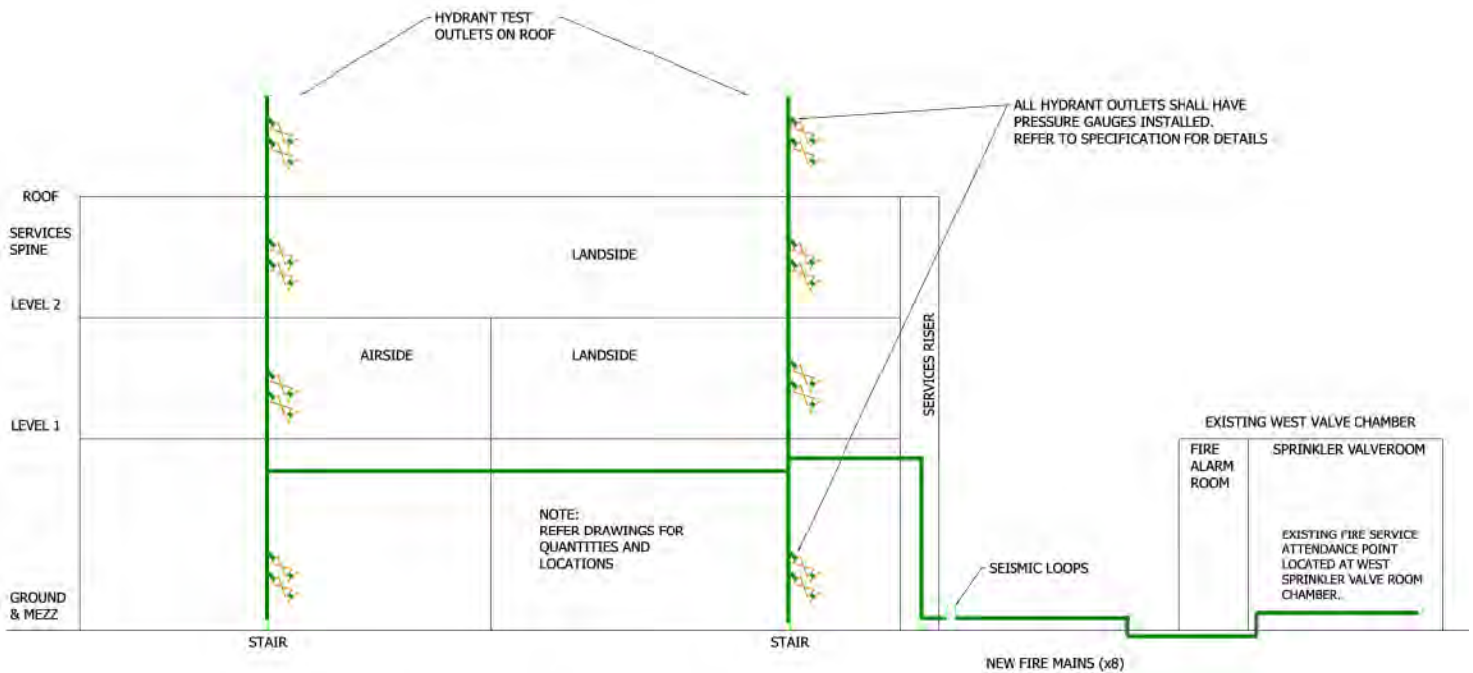 HYDRANT TEST
OUTLETS ON ROOF
ALL HYDRANT OUTLETS SHALL HAVE
PRESSURE GAUGES INSTALLED.
REFER TO SPECIFICATION FOR DETAILS
ROOF
SERVICES
SPINE
LANDSIDE
LEVEL 2
AIRSIDE
LANDSIDE
SERVICES RISER
LEVEL 1
EXISTING WEST VALVE CHAMBER
FIRE
ALARM
ROOM
SPRINKLER VALVEROOM
NOTE:
REFER DRAWINGS FOR
QUANTITIES AND
LOCATIONS
EXISTING FIRE SERVICE
ATTENDANCE POINT
LOCATED AT WEST
SPRINKLER VALVE ROOM
CHAMBER.
SEISMIC LOOPS
GROUND
& MEZZ
STAIR
STAIR
NEW FIRE MAINS (x8)